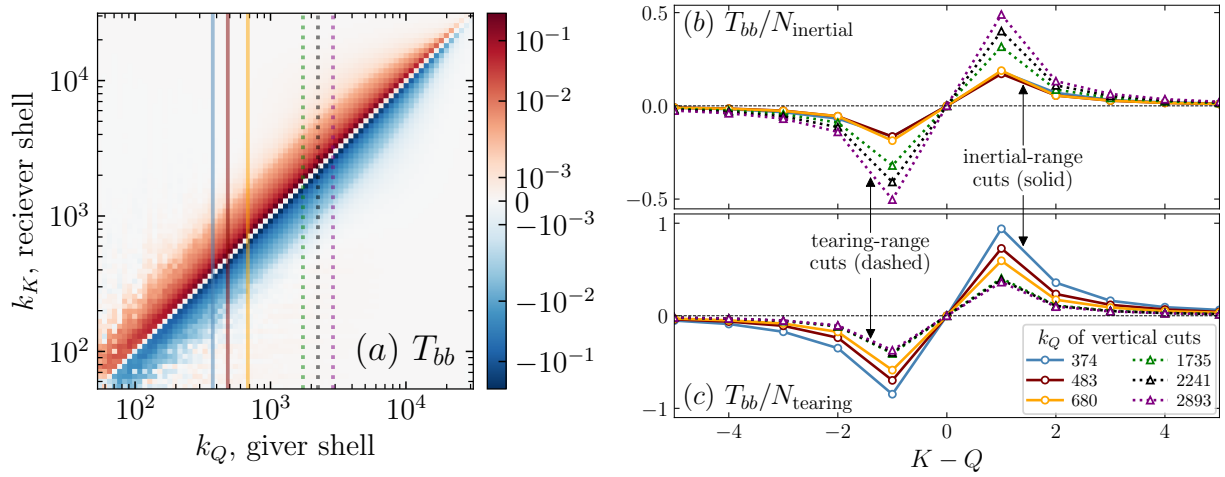 k_K, reciever shell
10^4
10^3
10^2
10^2
10^3
10^4
k_Q, giver shell
(a) T_bb
10^-1
10^-2
10^-3
0
-10^-3
-10^-2
-10^-1
(b) T_bb/N_inertial
0.5
0.0
-0.5
inertial-range
cuts (solid)
tearing-range
cuts (dashed)
1
0
-1
(c) T_bb/N_tearing
k_Q of vertical cuts
374
483
680
1735
2241
2893
-4
-2
0
2
4
K - Q